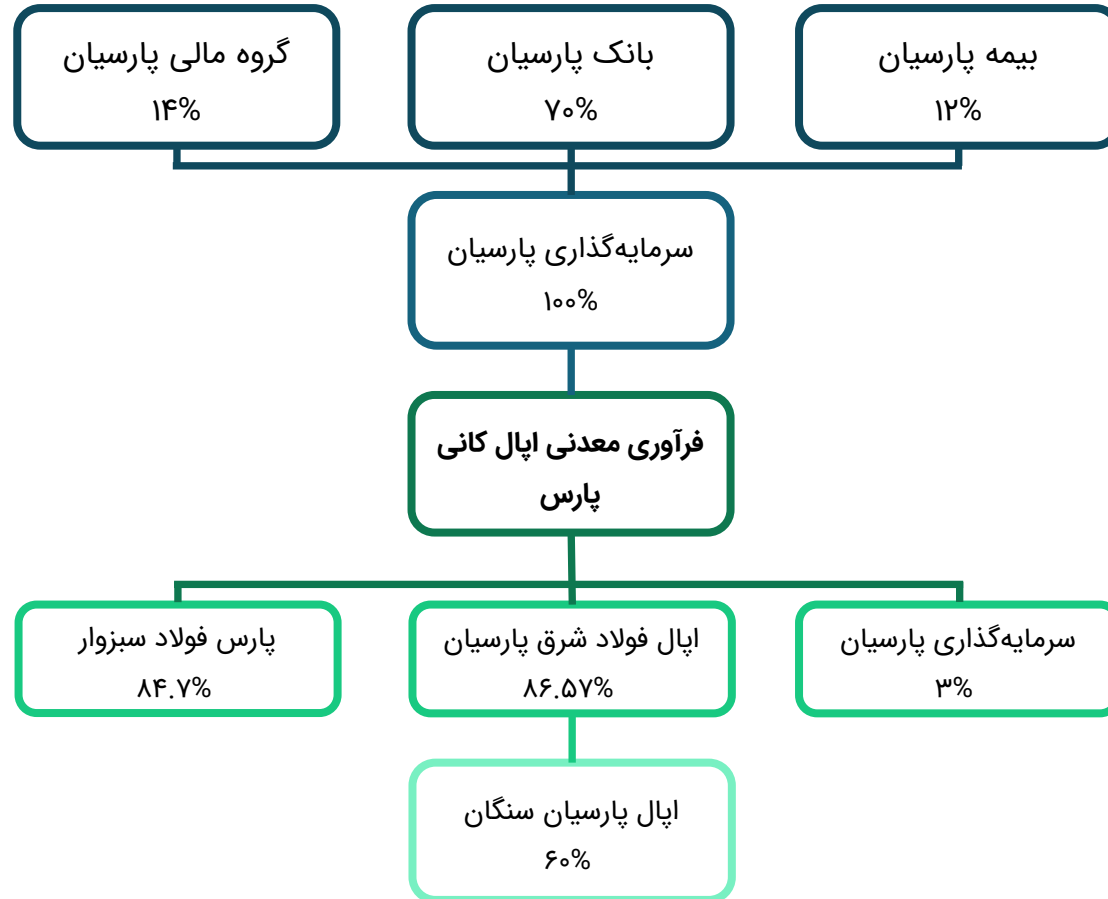 بیمه پارسیان
۱۲%
بانک پارسیان
۷۰%
گروه مالی پارسیان
۱۴%
سرمایه‌گذاری پارسیان
۱۰۰%
فرآوری معدنی اپال کانی
پارس
سرمایه‌گذاری پارسیان
۳%
اپال فولاد شرق پارسیان
۸۶.۵۷%
پارس فولاد سبزوار
۸۴.۷%
اپال پارسیان سنگان
۶۰%